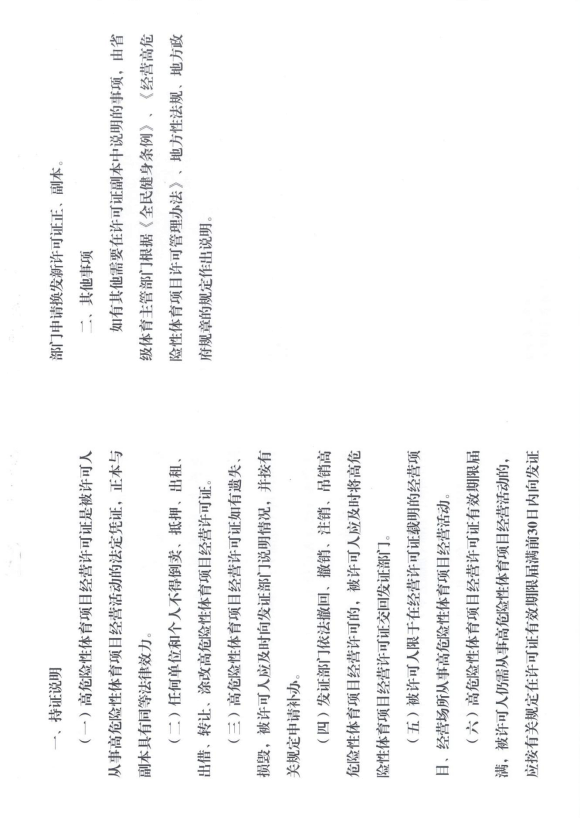 一、持证说明
（一）高危险性体育项目经营许可证是被许可人
从事高危险性体育项目经营活动的法定凭证，正本与
副本具有同等法律效力。
（二）任何单位和个人不得倒卖、抵押、出租、
出借、转让、涂改高危险性体育项目经营许可证。
（三）高危险性体育项目经营许可证如有遗失、
损毁，被许可人应及时向发证部门说明情况，并按有
关规定申请补办。
（四）发证部门依法撤回、撤销、注销、吊销高
危险性体育项目经营许可的，被许可人应及时将高危
险性体育项目经营许可证交回发证部门。
（五）被许可人限于在经营许可证载明的经营项
目、经营场所从事高危险性体育项目经营活动。
（六）高危险性体育项目经营许可证有效期限届
满，被许可人仍需从事高危险性体育项目经营活动的，
应按有关规定在许可证有效期限届满前30日内向发证
部门申请换发新许可证正、副本。
二、其他事项
如有其他需要在许可证副本中说明的事项，由省
级体育主管部门根据《全民健身条例》、《经营高危
险性体育项目许可管理办法》、地方性法规、地方政
府规章的规定作出说明。